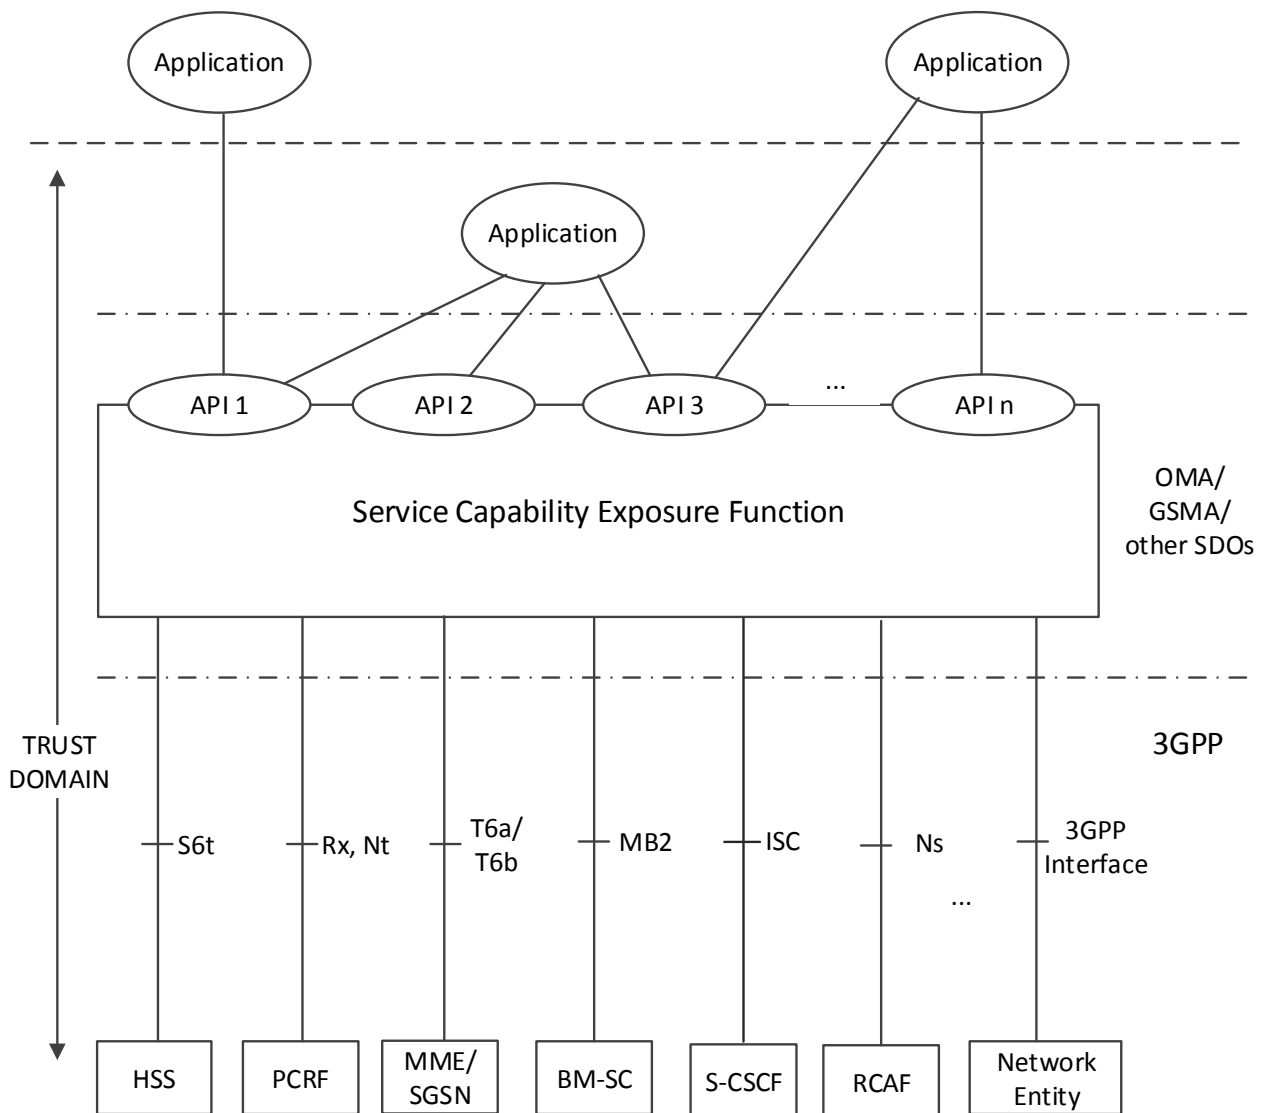 Application
Application
Application
API 1
API 2
API 3
...
API n
Service Capability Exposure Function
OMA/
GSMA/
other SDOs
TRUST
DOMAIN
3GPP
S6t
Rx, Nt
T6a/
T6b
MB2
ISC
Ns
...
3GPP
Interface
HSS
PCRF
MME/
SGSN
BM-SC
S-CSCF
RCAF
Network
Entity